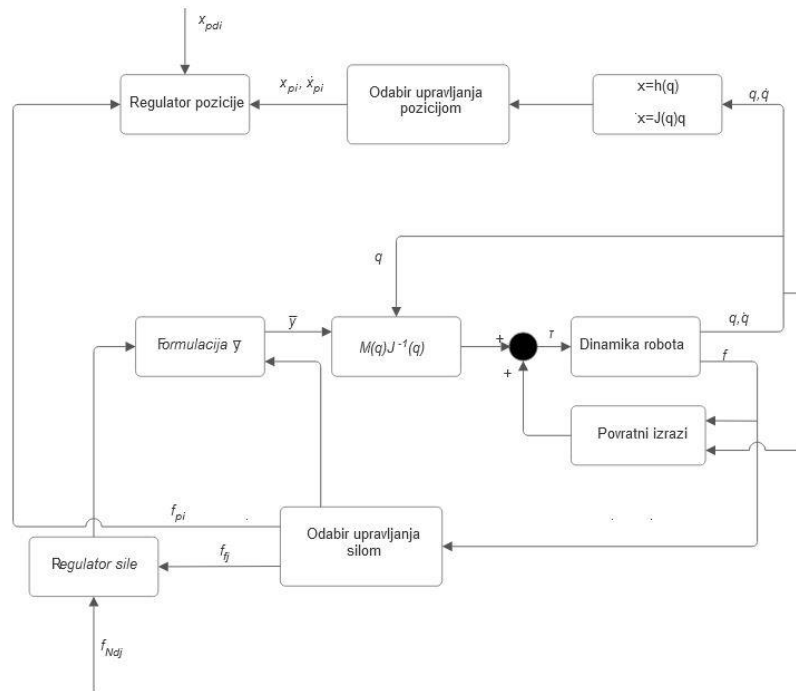 x_pdi
Regulator pozicije
x_pi, ẋ_pi
Odabir upravljanja
pozicijom
x=h(q)
ẋ=J(q)q
q,q̇
q
Formulacija y̅
y̅
M(q)J⁻¹(q)
+
+
τ
Dinamika robota
q,q̇
f
Povratni izrazi
f_pi
Odabir upravljanja
silom
Regulator sile
f_fj
f_Ndj